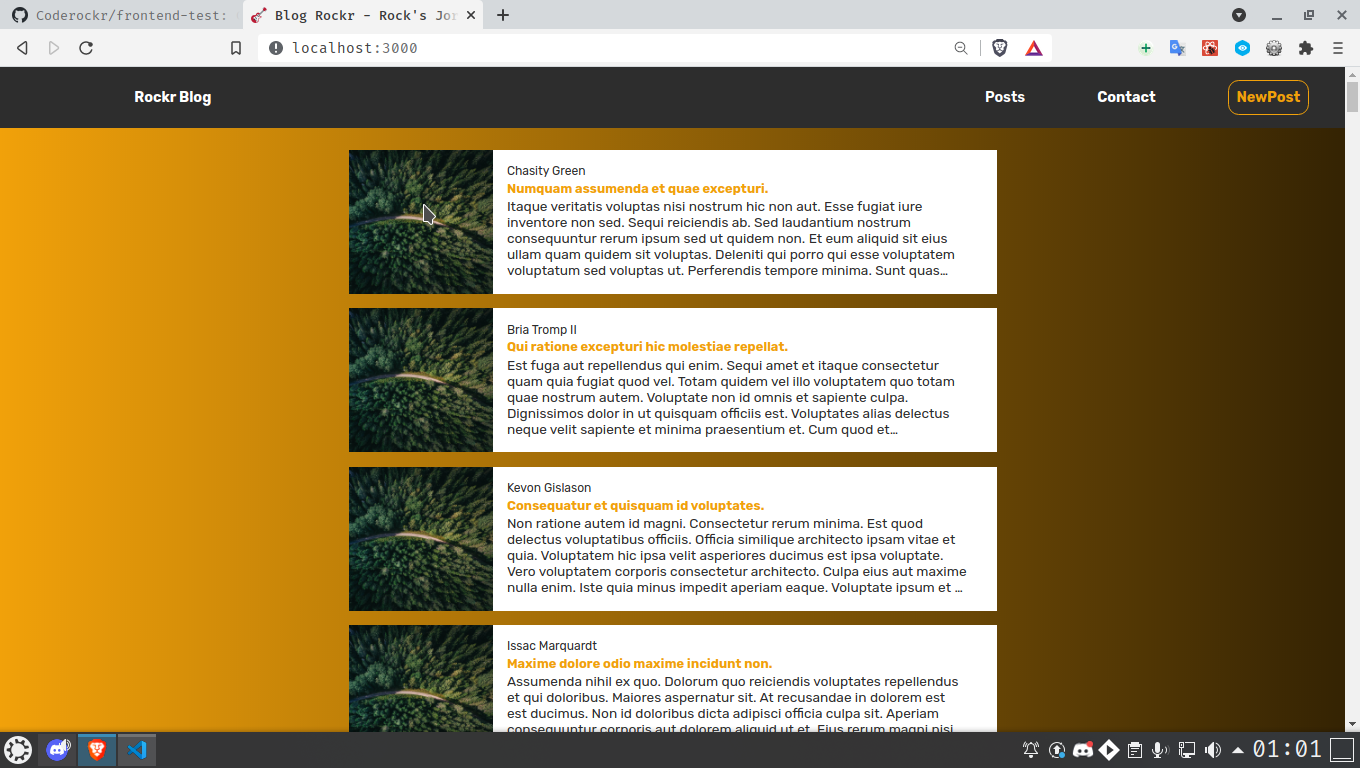 Coderockr/frontend-test:
Blog Rockr - Rock's Jor
localhost:3000
Rockr Blog
Posts
Contact
NewPost
Chasity Green
Numquam assumenda et quae excepturi.
Itaque veritatis voluptas nisi nostrum hic non aut. Esse fugiat iure
inventore non sed. Sequi reiciendis ab. Sed laudantium nostrum
consequuntur rerum ipsum sed ut quidem non. Et eum aliquid sit eius
ullam quam quidem sit voluptas. Deleniti qui porro qui esse voluptatem
voluptatum sed voluptas ut. Perferendis tempore minima. Sunt quas…
Bria Tromp II
Qui ratione excepturi hic molestiae repellat.
Est fuga aut repellendus qui enim. Sequi amet et itaque consectetur
quam quia fugiat quod vel. Totam quidem vel illo voluptatem quo totam
quae nostrum autem. Voluptate non id omnis et sapiente culpa.
Dignissimos dolor in ut quisquam officiis est. Voluptates alias delectus
neque velit sapiente et minima praesentium et. Cum quod et…
Kevon Gislason
Consequatur et quisquam id voluptates.
Non ratione autem id magni. Consectetur rerum minima. Est quod
delectus voluptatibus officiis. Officia similique architecto ipsam vitae et
quia. Voluptatem hic ipsa velit asperiores ducimus est ipsa voluptate.
Vero voluptatem corporis consectetur architecto. Culpa eius aut maxime
nulla enim. Iste quia minus impedit aperiam eaque. Voluptate ipsum et …
Issac Marquardt
Maxime dolore odio maxime incidunt non.
Assumenda nihil ex quo. Dolorum quo reiciendis voluptates repellendus
et qui doloribus. Maiores aspernatur sit. At recusandae in dolorem est
est ducimus. Non id doloribus dicta adipisci officia culpa sit. Aperiam
consequuntur corporis aut dolorem aliquid ut et. Eius rerum magni nisi
01:01